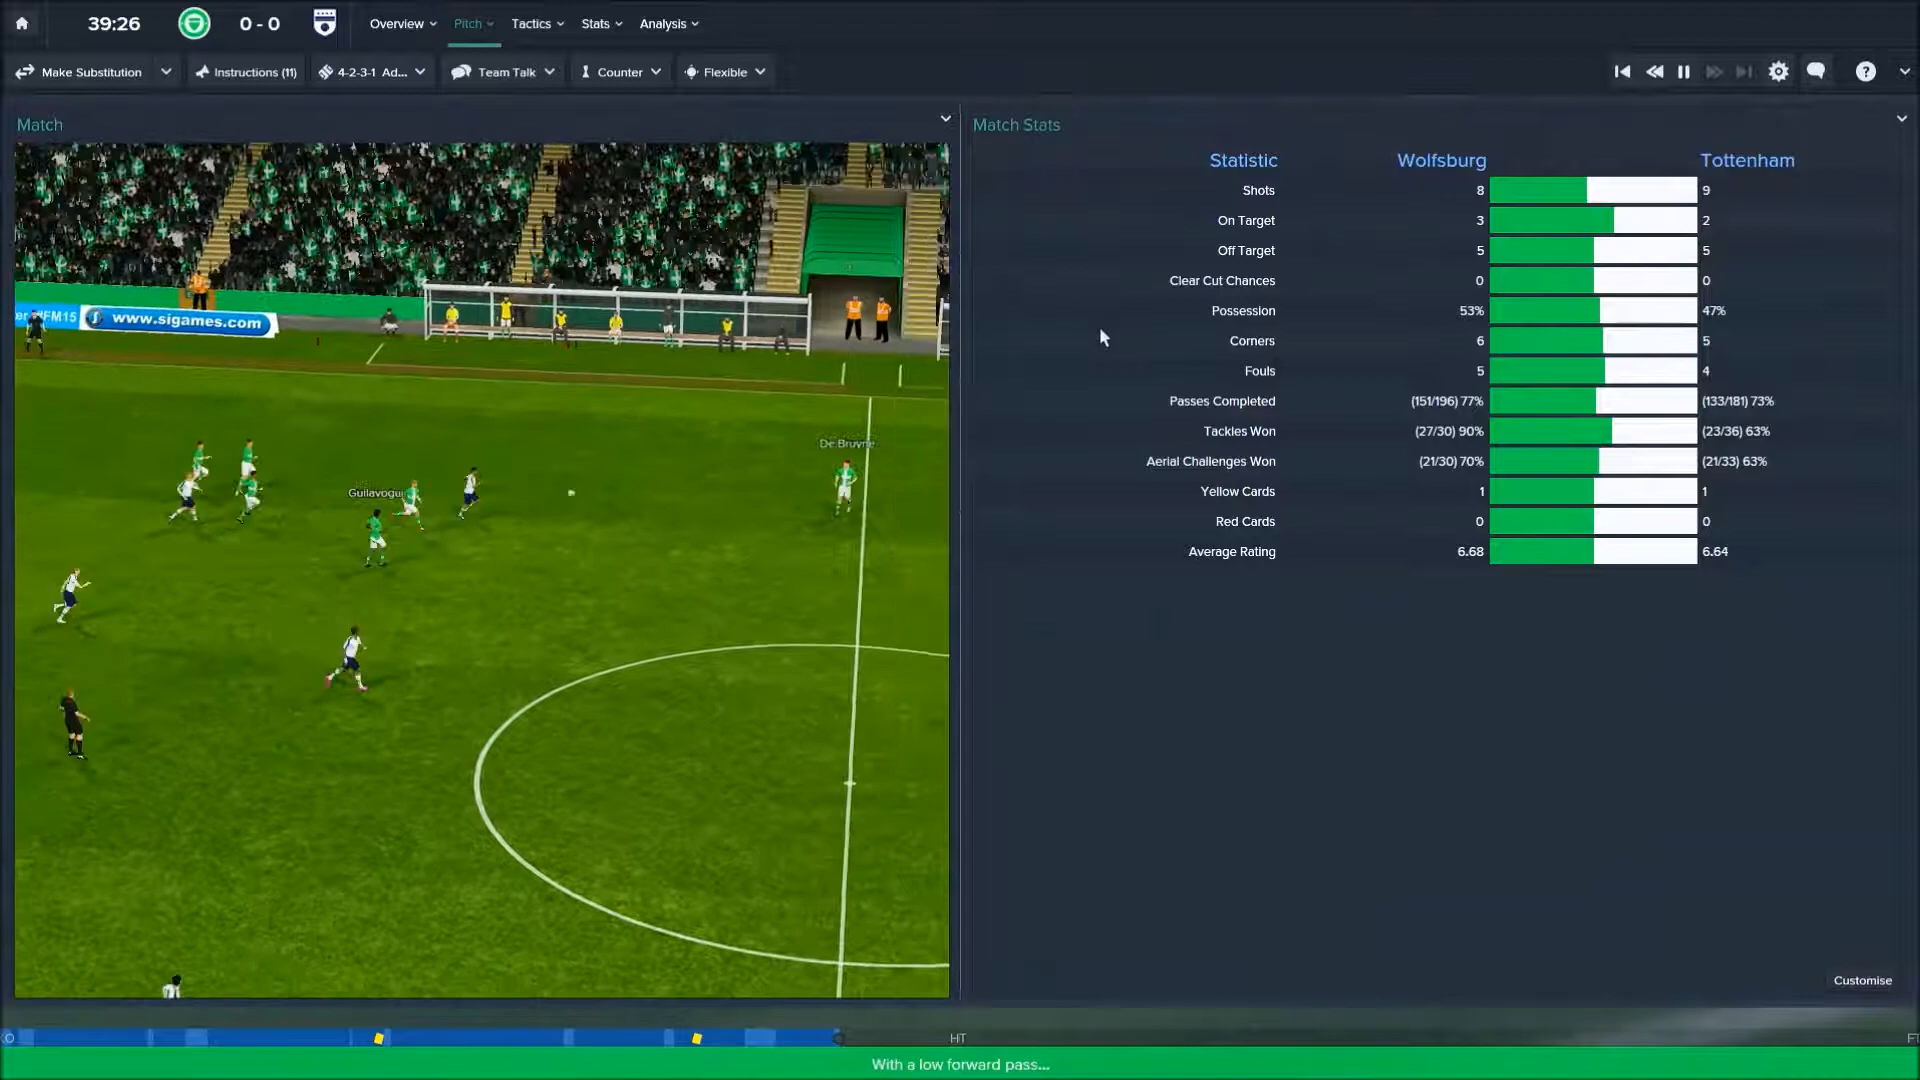 39:26
0 - 0
Overview
Pitch
Tactics
Stats
Analysis
Make Substitution
Instructions (11)
4-2-3-1 Ad...
Team Talk
Counter
Flexible
?
Match
www.sigames.com
De Bruyne
Guilavogui
Match Stats
Statistic Wolfsburg Tottenham
Shots 8 9
On Target 3 2
Off Target 5 5
Clear Cut Chances 0 0
Possession 53% 47%
Corners 6 5
Fouls 5 4
Passes Completed (151/196) 77% (133/181) 73%
Tackles Won (27/30) 90% (23/36) 63%
Aerial Challenges Won (21/30) 70% (21/33) 63%
Yellow Cards 1 1
Red Cards 0 0
Average Rating 6.68 6.64
Customise
HT
With a low forward pass...